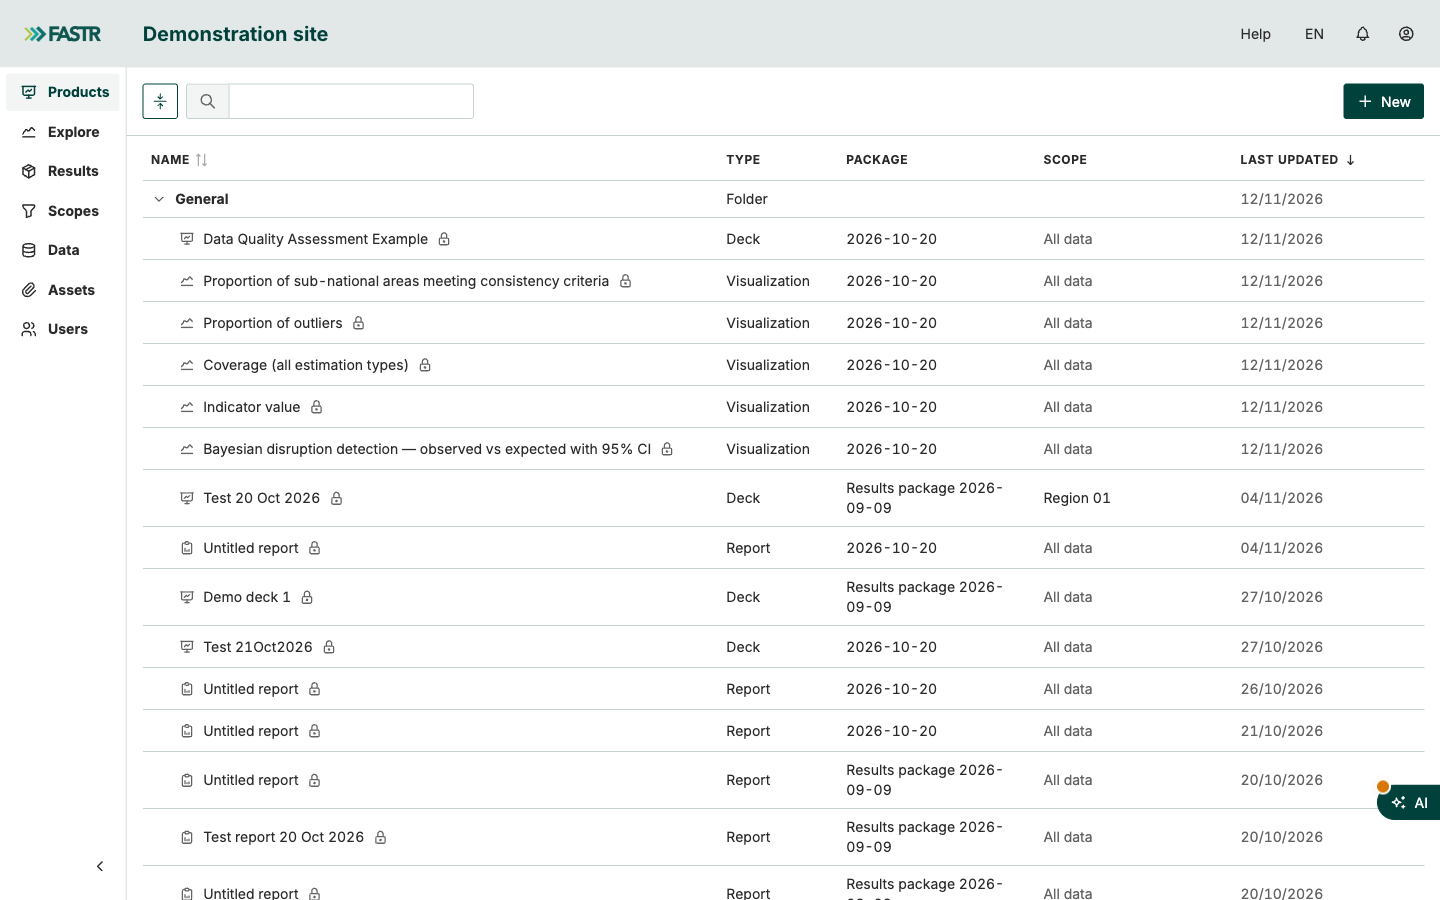 FASTR
Demonstration site
Help
EN
Products
Explore
Results
Scopes
Data
Assets
Users
New
NAME TYPE PACKAGE SCOPE LAST UPDATED
General Folder 12/11/2026
Data Quality Assessment Example Deck 2026-10-20 All data 12/11/2026
Proportion of sub-national areas meeting consistency criteria Visualization 2026-10-20 All data 12/11/2026
Proportion of outliers Visualization 2026-10-20 All data 12/11/2026
Coverage (all estimation types) Visualization 2026-10-20 All data 12/11/2026
Indicator value Visualization 2026-10-20 All data 12/11/2026
Bayesian disruption detection — observed vs expected with 95% CI Visualization 2026-10-20 All data 12/11/2026
Test 20 Oct 2026 Deck Results package 2026-
09-09 Region 01 04/11/2026
Untitled report Report 2026-10-20 All data 04/11/2026
Demo deck 1 Deck Results package 2026-
09-09 All data 27/10/2026
Test 21Oct2026 Deck 2026-10-20 All data 27/10/2026
Untitled report Report 2026-10-20 All data 26/10/2026
Untitled report Report 2026-10-20 All data 21/10/2026
Untitled report Report Results package 2026-
09-09 All data 20/10/2026
Test report 20 Oct 2026 Report Results package 2026-
09-09 All data 20/10/2026
Untitled report Report Results package 2026-
All data 20/10/2026
AI